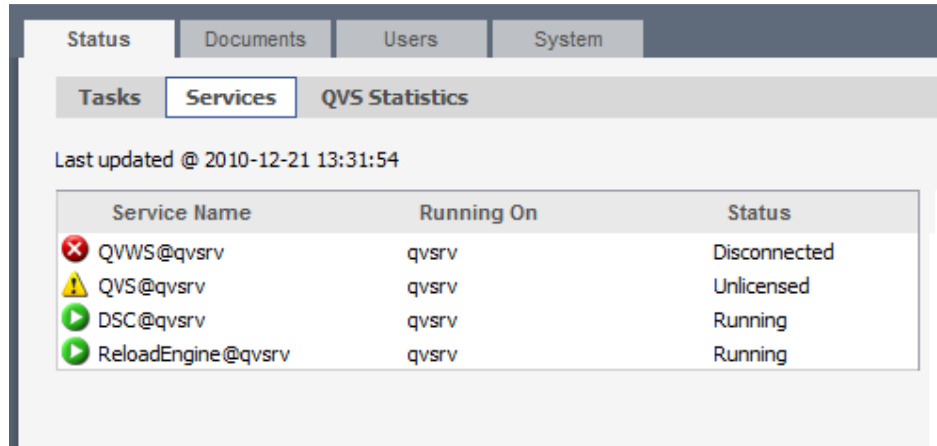 Status Documents Users System
Tasks Services QVS Statistics
Last updated @ 2010-12-21 13:31:54
Service Name Running On Status
QVWS@qvsrv qvsrv Disconnected
QVS@qvsrv qvsrv Unlicensed
DSC@qvsrv qvsrv Running
ReloadEngine@qvsrv qvsrv Running